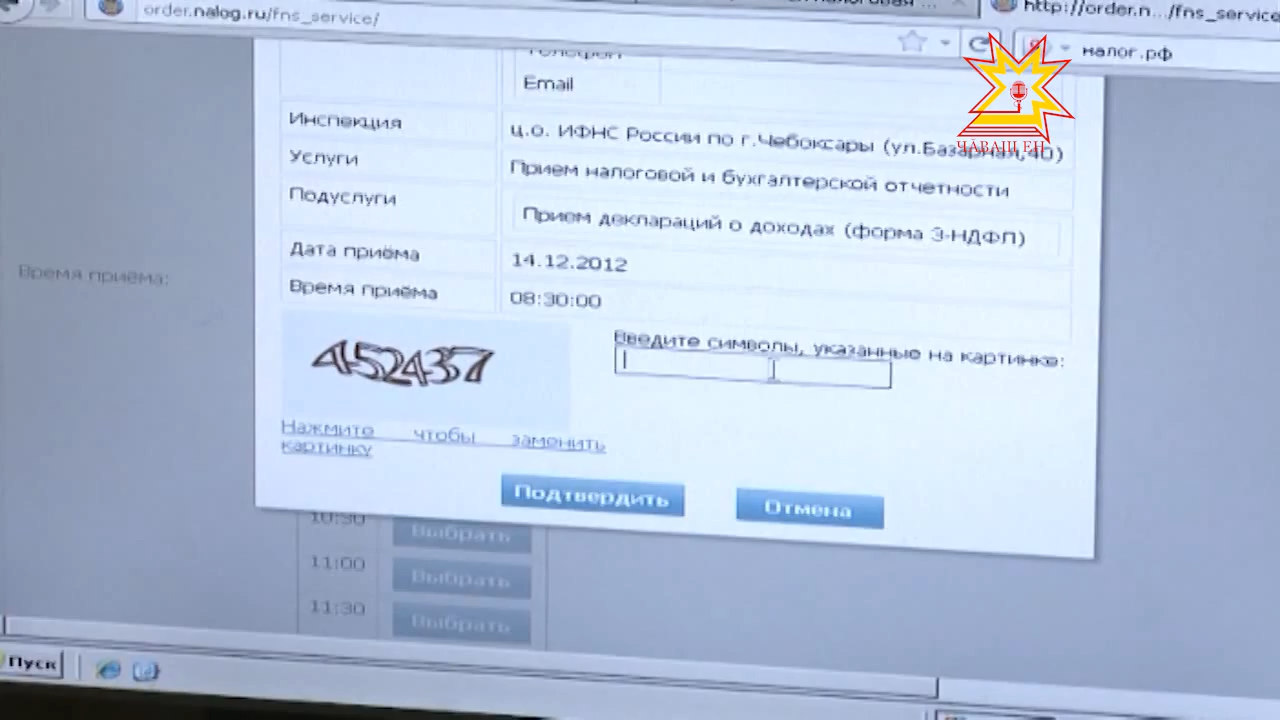 order.nalog.ru/fns_service/
http://order.n.../fns_service
налог.рф
Телефон
Email
Инспекция
ц.о. ИФНС России по г.Чебоксары (ул.Базарная,40)
ЧӐВАШ ЕН
Услуги
Прием налоговой и бухгалтерской отчетности
Подуслуги
Прием деклараций о доходах (форма 3-НДФЛ)
Дата приёма
14.12.2012
Время приёма:
Время приёма
08:30:00
452437
Введите символы, указанные на картинке:
Нажмите чтобы заменить
картинку
Подтвердить
Отмена
10:30
Выбрать
11:00
Выбрать
11:30
Выбрать
Пуск